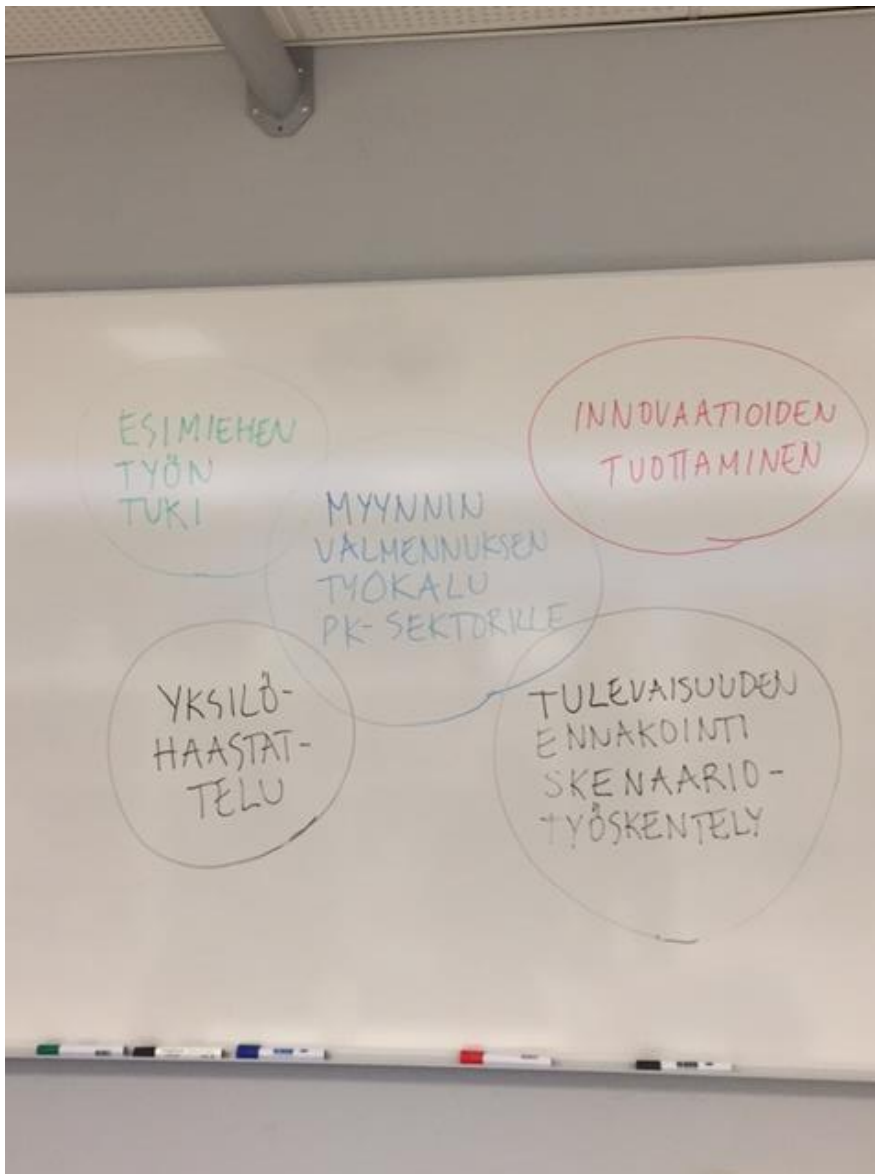 ESIMIEHEN
TYÖN
TUKI
INNOVAATIOIDEN
TUOTTAMINEN
MYYNNIN
VALMENNUKSEN
TYÖKALU
PK-SEKTORILLE
YKSILÖ-
HAASTAT-
TELU
TULEVAISUUDEN
ENNAKOINTI
SKENAARIO-
TYÖSKENTELY